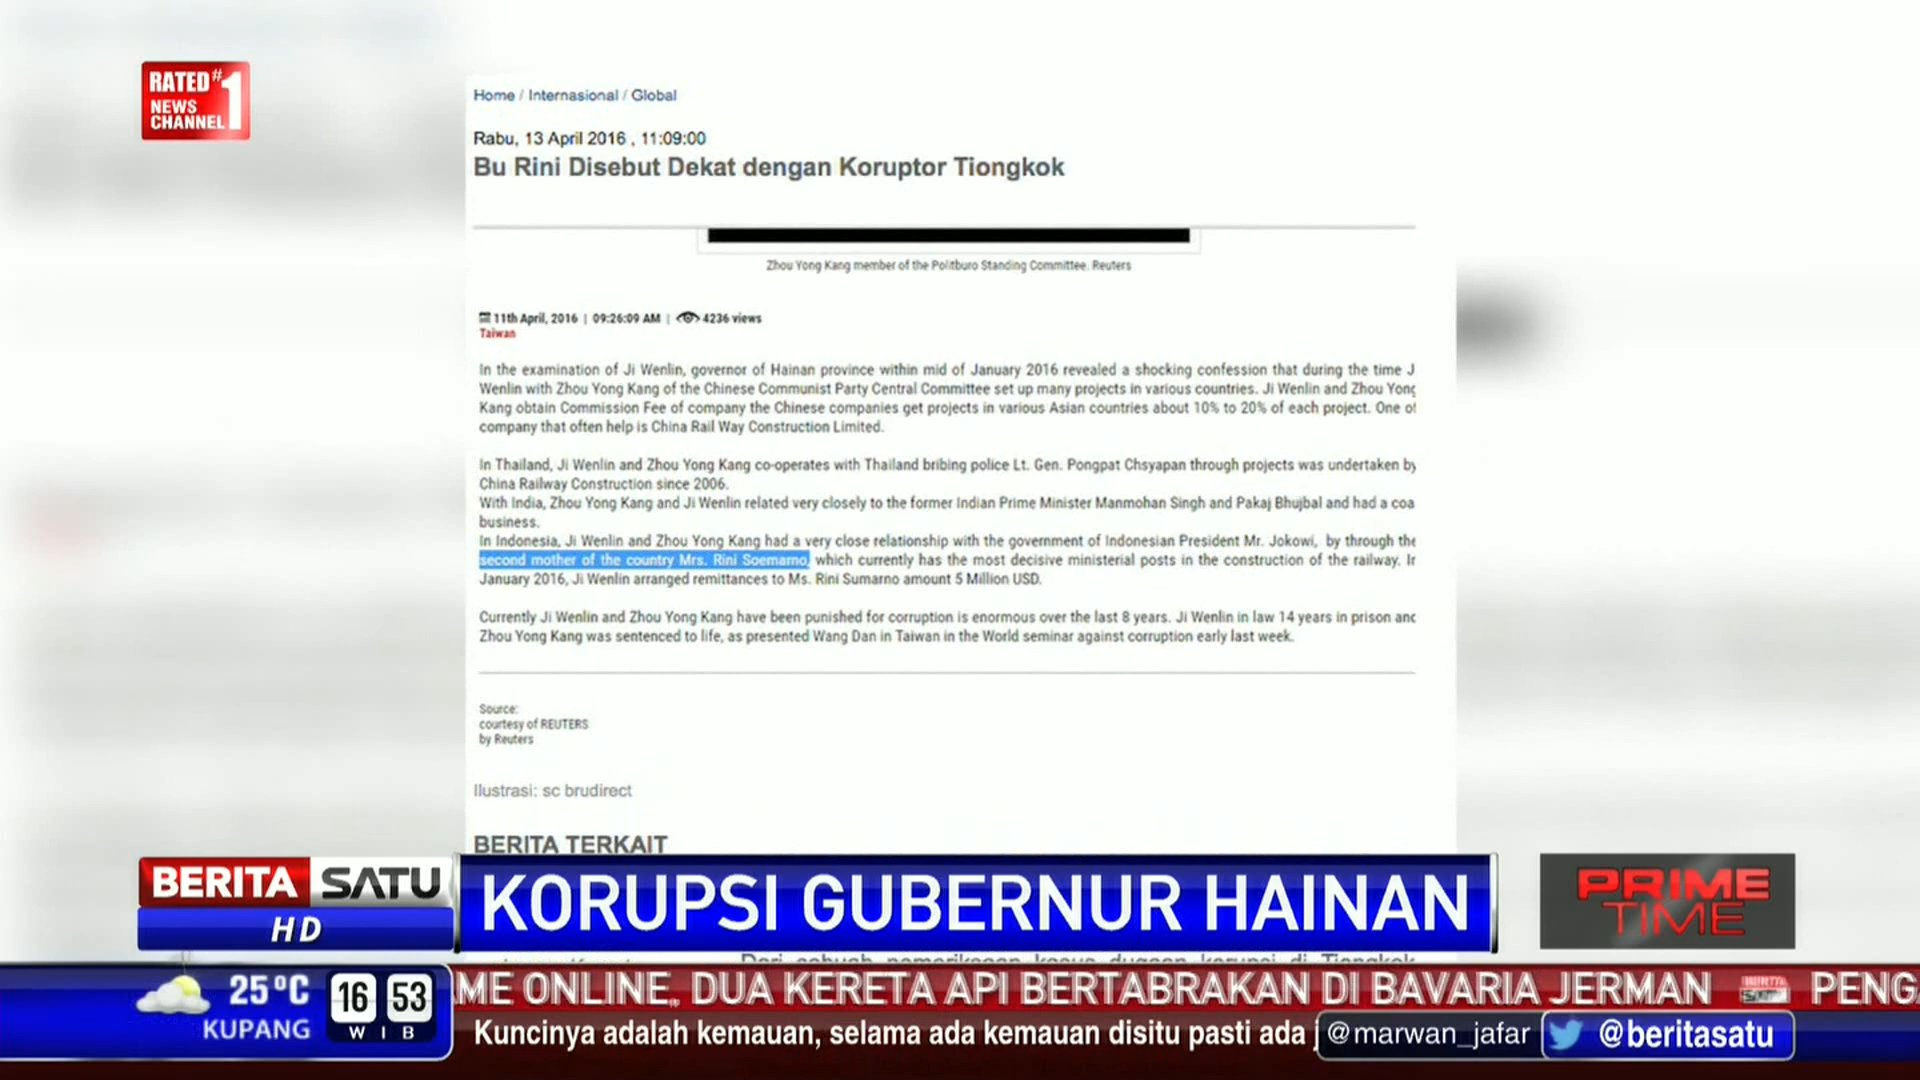 RATED #1
NEWS
CHANNEL
Home / Internasional / Global
Rabu, 13 April 2016 , 11:09:00
Bu Rini Disebut Dekat dengan Koruptor Tiongkok
Zhou Yong Kang member of the Politburo Standing Committee. Reuters
11th April, 2016 | 09:26:09 AM | 4236 views
Taiwan
In the examination of Ji Wenlin, governor of Hainan province within mid of January 2016 revealed a shocking confession that during the time J
Wenlin with Zhou Yong Kang of the Chinese Communist Party Central Committee set up many projects in various countries. Ji Wenlin and Zhou Yong
Kang obtain Commission Fee of company the Chinese companies get projects in various Asian countries about 10% to 20% of each project. One of
company that often help is China Rail Way Construction Limited.
In Thailand, Ji Wenlin and Zhou Yong Kang co-operates with Thailand bribing police Lt. Gen. Pongpat Chsyapan through projects was undertaken by
China Railway Construction since 2006.
With India, Zhou Yong Kang and Ji Wenlin related very closely to the former Indian Prime Minister Manmohan Singh and Pakaj Bhujbal and had a coa
business.
In Indonesia, Ji Wenlin and Zhou Yong Kang had a very close relationship with the government of Indonesian President Mr. Jokowi, by through the
second mother of the country Mrs. Rini Soemarno, which currently has the most decisive ministerial posts in the construction of the railway. Ir
January 2016, Ji Wenlin arranged remittances to Ms. Rini Sumarno amount 5 Million USD.
Currently Ji Wenlin and Zhou Yong Kang have been punished for corruption is enormous over the last 8 years. Ji Wenlin in law 14 years in prison and
Zhou Yong Kang was sentenced to life, as presented Wang Dan in Taiwan in the World seminar against corruption early last week.
Source:
courtesy of REUTERS
by Reuters
Ilustrasi: sc brudirect
BERITA TERKAIT
BERITA SATU
HD
KORUPSI GUBERNUR HAINAN
PRIME
TIME
Dari sebuah pemeriksaan kasus dugaan korupsi di Tiongkok
25°C
KUPANG
16 53
WIB
ME ONLINE, DUA KERETA API BERTABRAKAN DI BAVARIA JERMAN BERITA SATU PENG
Kuncinya adalah kemauan, selama ada kemauan disitu pasti ada j @marwan_jafar @beritasatu